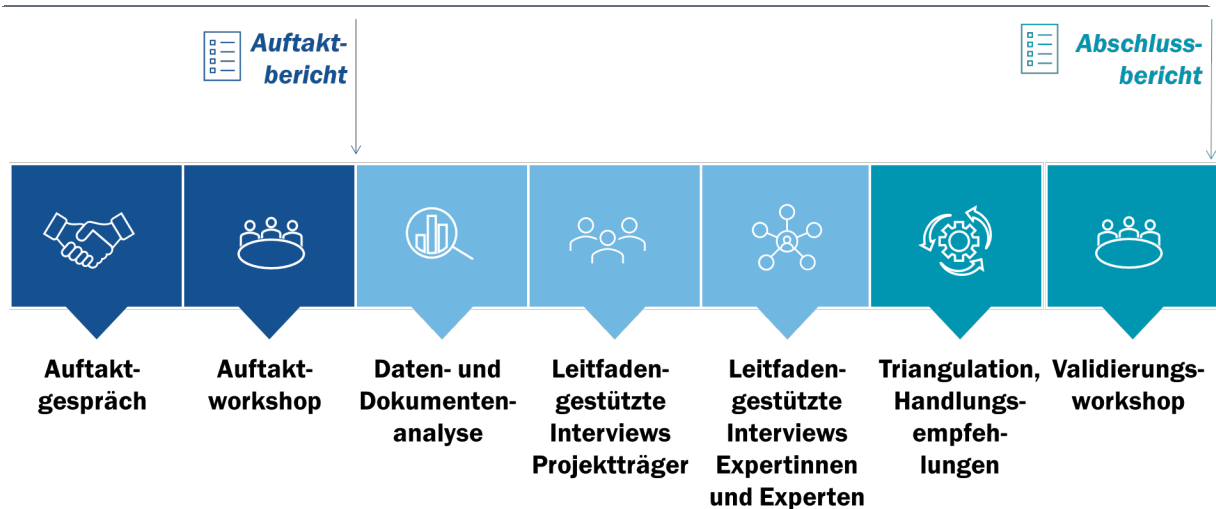 Auftakt-
bericht
Abschluss-
bericht
Auftakt-
gespräch
Auftakt-
workshop
Daten- und
Dokumenten-
analyse
Leitfaden-
gestützte
Interviews
Projektträger
Leitfaden-
gestützte
Interviews
Expertinnen
und Experten
Triangulation,
Handlungs-
empfeh-
lungen
Validierungs-
workshop